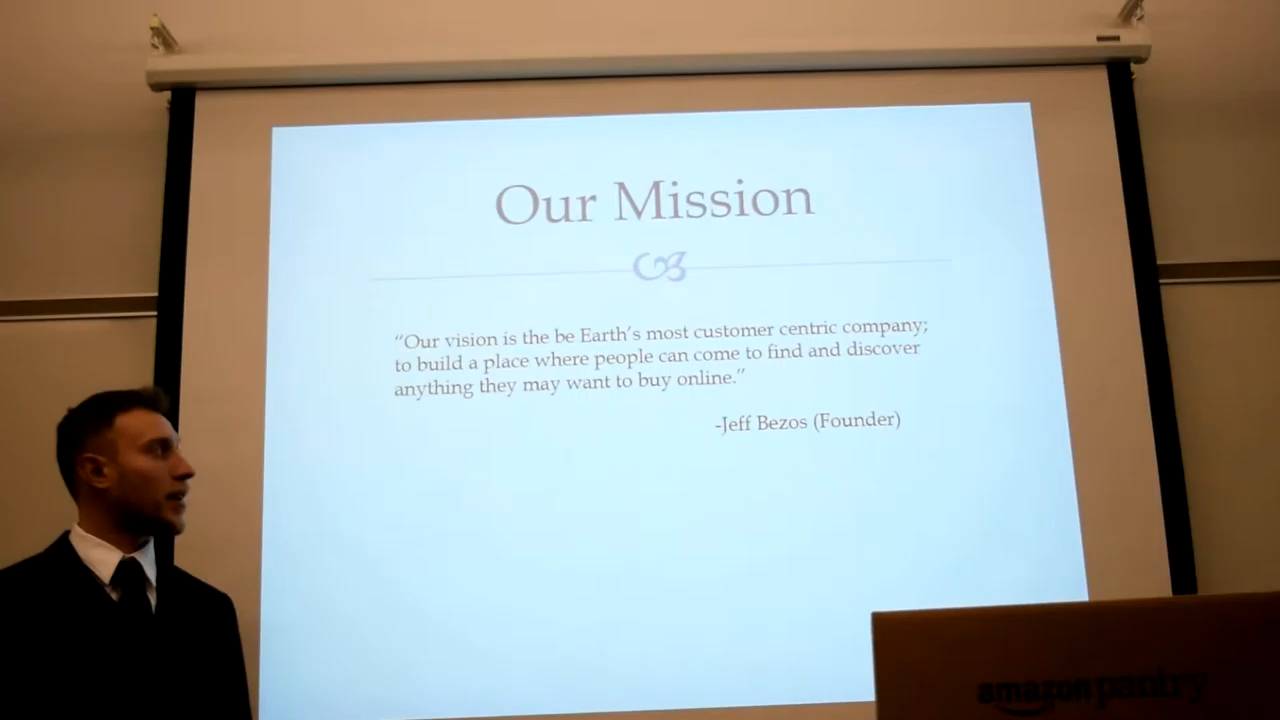 Our Mission
“Our vision is the be Earth’s most customer centric company;
to build a place where people can come to find and discover
anything they may want to buy online.”
-Jeff Bezos (Founder)
amazon pantry